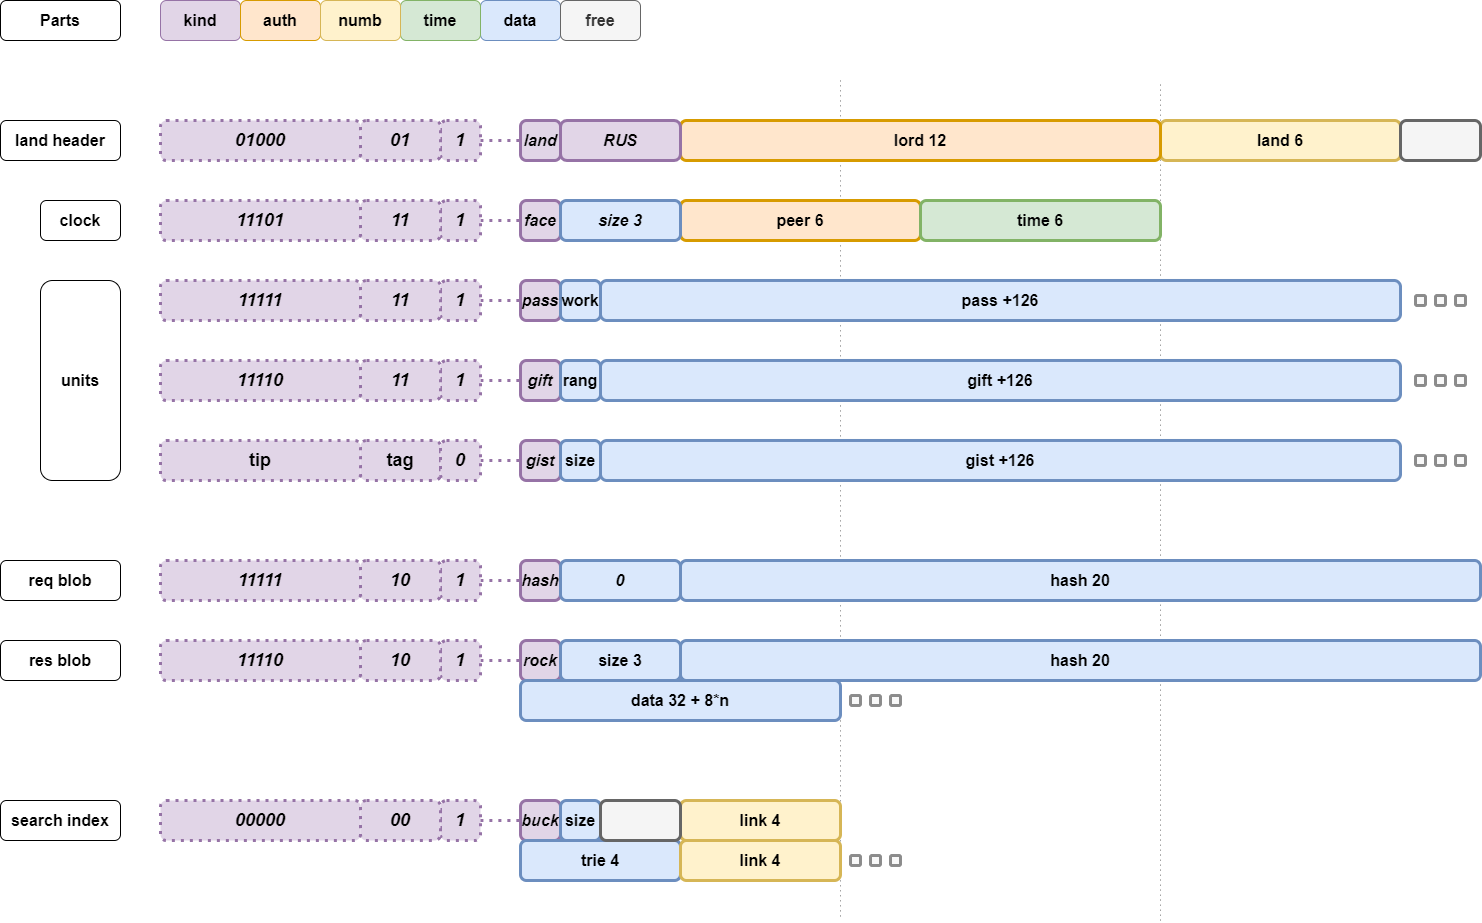 Parts kind auth numb time data free
land header 01000 01 1 land RUS lord 12 land 6
clock 11101 11 1 face size 3 peer 6 time 6
11111 11 1 pass work pass +126
units 11110 11 1 gift rang gift +126
tip tag 0 gist size gist +126
req blob 11111 10 1 hash 0 hash 20
res blob 11110 10 1 rock size 3 hash 20
data 32 + 8*n
search index 00000 00 1 buck size link 4
trie 4 link 4